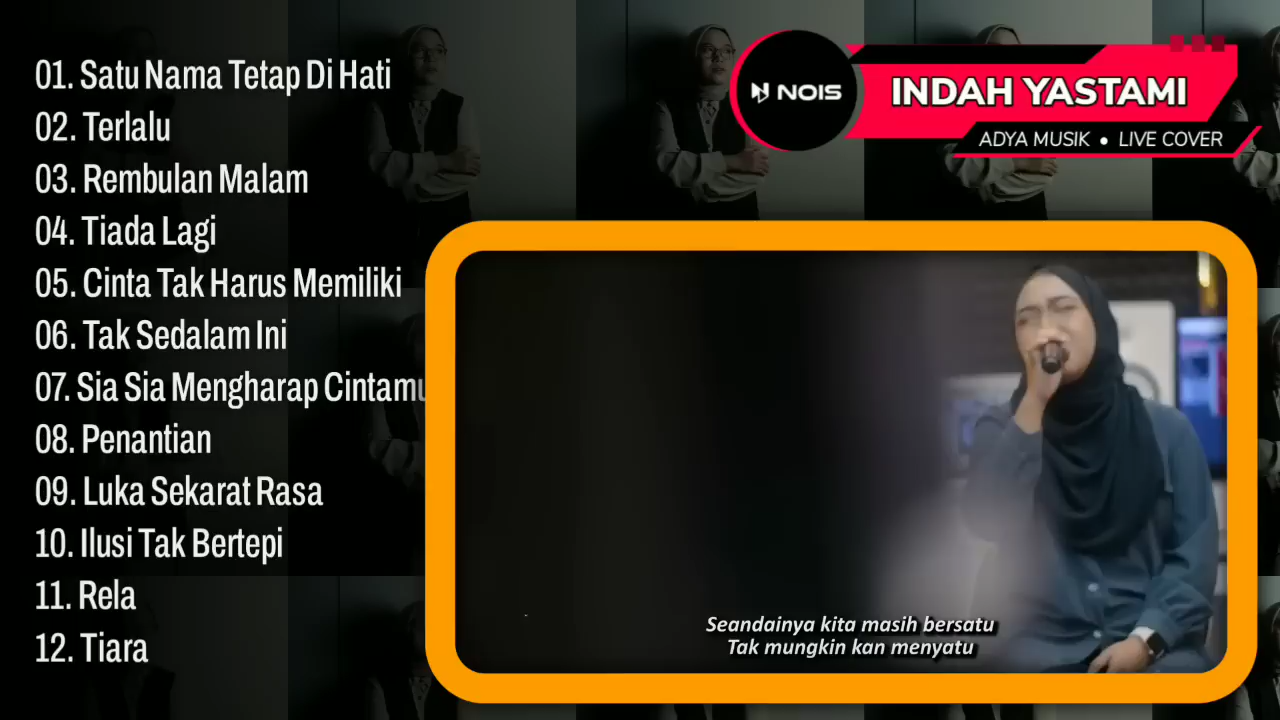 01. Satu Nama Tetap Di Hati
02. Terlalu
03. Rembulan Malam
04. Tiada Lagi
05. Cinta Tak Harus Memiliki
06. Tak Sedalam Ini
07. Sia Sia Mengharap Cintamu
08. Penantian
09. Luka Sekarat Rasa
10. Ilusi Tak Bertepi
11. Rela
12. Tiara
NOIS
INDAH YASTAMI
ADYA MUSIK • LIVE COVER
Seandainya kita masih bersatu
Tak mungkin kan menyatu